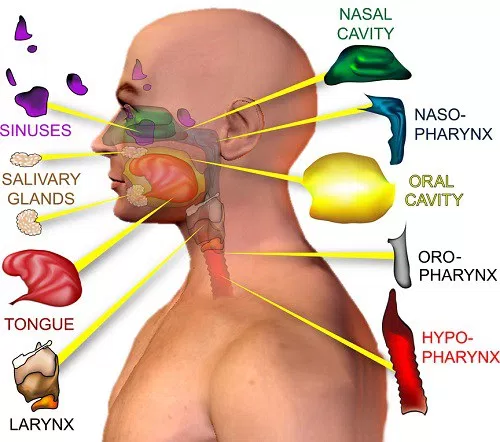 NASAL
CAVITY
NASO-
PHARYNX
SINUSES
SALIVARY
GLANDS
ORAL
CAVITY
ORO-
PHARYNX
TONGUE
HYPO-
PHARYNX
LARYNX